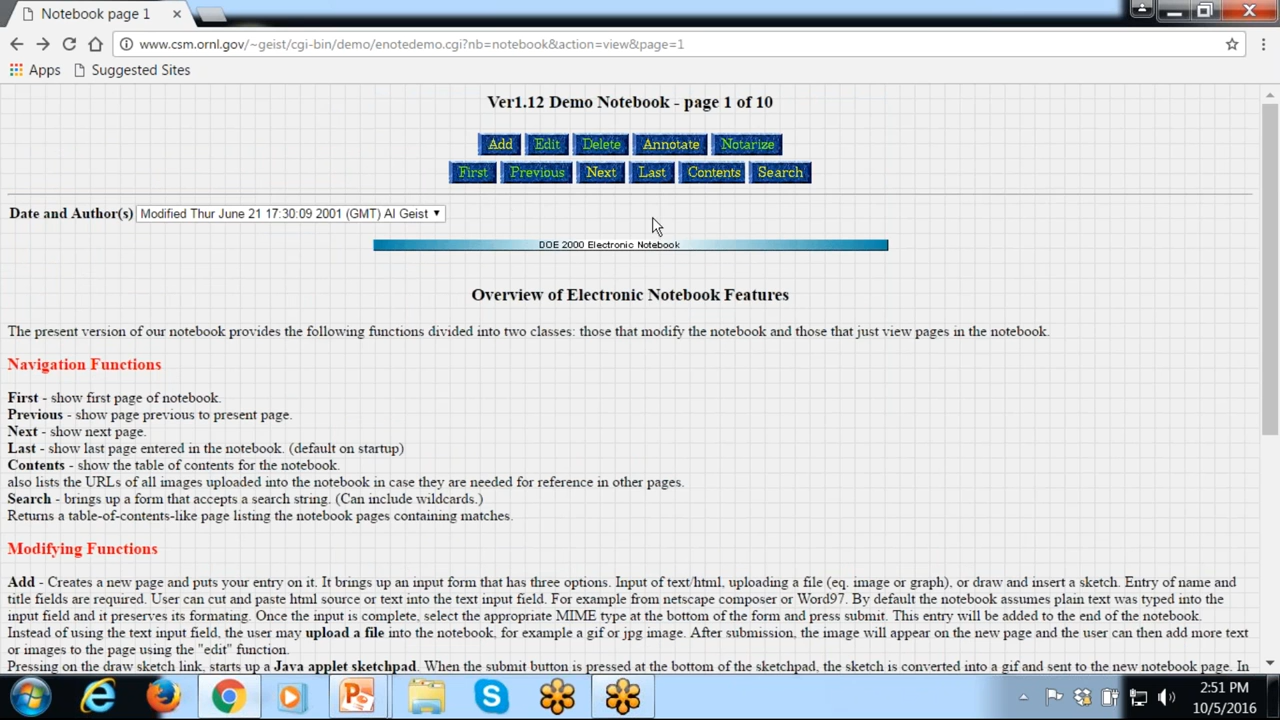 Notebook page 1
www.csm.ornl.gov/~geist/cgi-bin/demo/enotedemo.cgi?nb=notebook&action=view&page=1
Apps Suggested Sites
Ver1.12 Demo Notebook - page 1 of 10
Add Edit Delete Annotate Notarize
First Previous Next Last Contents Search
Date and Author(s) Modified Thur June 21 17:30:09 2001 (GMT) Al Geist
DOE 2000 Electronic Notebook
Overview of Electronic Notebook Features
The present version of our notebook provides the following functions divided into two classes: those that modify the notebook and those that just view pages in the notebook.
Navigation Functions
First - show first page of notebook.
Previous - show page previous to present page.
Next - show next page.
Last - show last page entered in the notebook. (default on startup)
Contents - show the table of contents for the notebook.
also lists the URLs of all images uploaded into the notebook in case they are needed for reference in other pages.
Search - brings up a form that accepts a search string. (Can include wildcards.)
Returns a table-of-contents-like page listing the notebook pages containing matches.
Modifying Functions
Add - Creates a new page and puts your entry on it. It brings up an input form that has three options. Input of text/html, uploading a file (eq. image or graph), or draw and insert a sketch. Entry of name and
title fields are required. User can cut and paste html source or text into the text input field. For example from netscape composer or Word97. By default the notebook assumes plain text was typed into the
input field and it preserves its formating. Once the input is complete, select the appropriate MIME type at the bottom of the form and press submit. This entry will be added to the end of the notebook.
Instead of using the text input field, the user may upload a file into the notebook, for example a gif or jpg image. After submission, the image will appear on the new page and the user can then add more text
or images to the page using the "edit" function.
Pressing on the draw sketch link, starts up a Java applet sketchpad. When the submit button is pressed at the bottom of the sketchpad, the sketch is converted into a gif and sent to the new notebook page. In
2:51 PM
10/5/2016